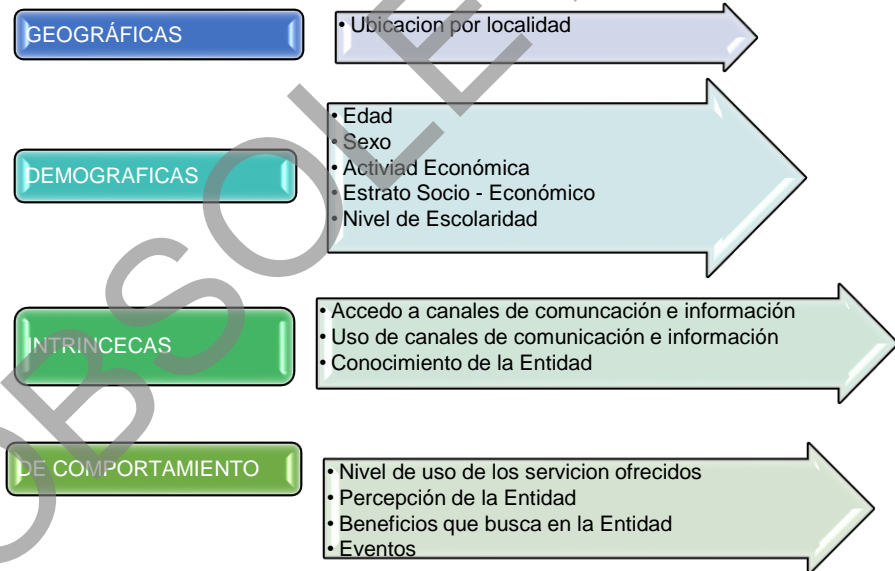 GEOGRÁFICAS
• Ubicacion por localidad
DEMOGRAFICAS
• Edad
• Sexo
• Activiad Económica
• Estrato Socio - Económico
• Nivel de Escolaridad
INTRINCECAS
• Accedo a canales de comuncación e información
• Uso de canales de comunicación e información
• Conocimiento de la Entidad
DE COMPORTAMIENTO
• Nivel de uso de los servicion ofrecidos
• Percepción de la Entidad
• Beneficios que busca en la Entidad
• Eventos
OBSOLE